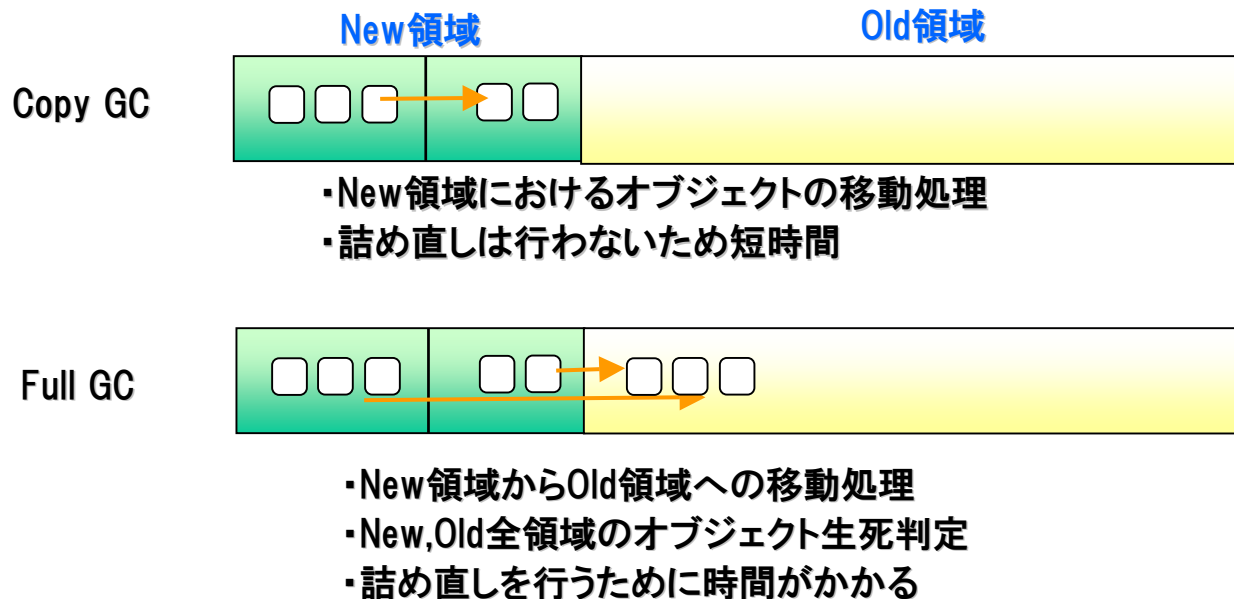 New領域
Old領域
Copy GC
・New領域におけるオブジェクトの移動処理
・詰め直しは行わないため短時間
Full GC
・New領域からOld領域への移動処理
・New,Old全領域のオブジェクト生死判定
・詰め直しを行うために時間がかかる